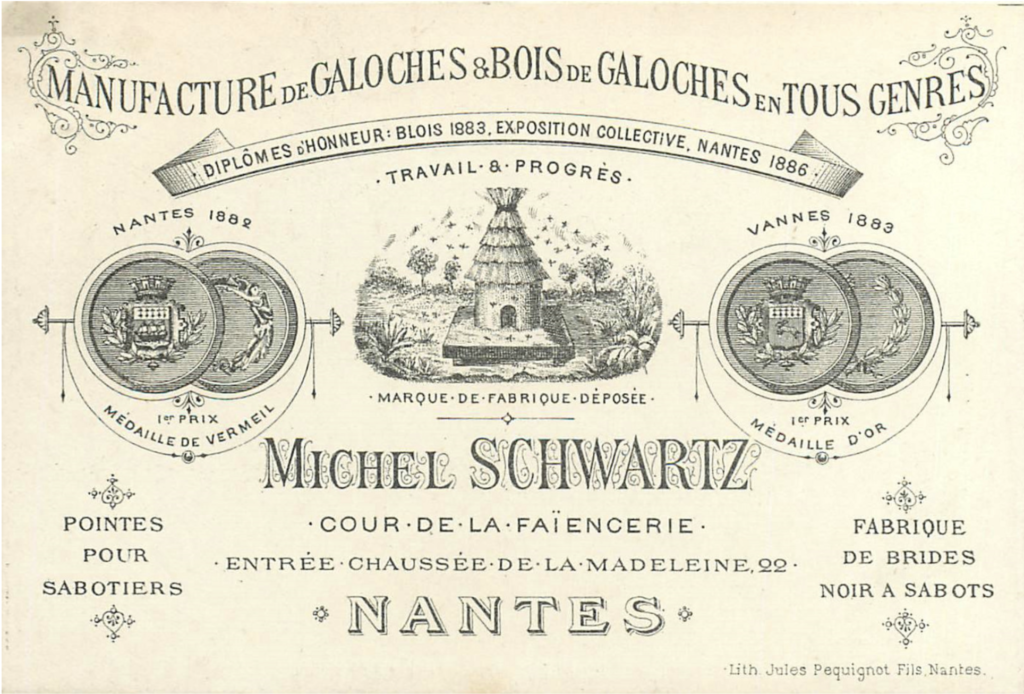 MANUFACTURE DE GALOCHES & BOIS DE GALOCHES EN TOUS GENRES
DIPLÔMES D'HONNEUR: BLOIS 1883, EXPOSITION COLLECTIVE, NANTES 1886.
·TRAVAIL·&·PROGRÈS·
NANTES 1882
VANNES 1883
1er PRIX
MÉDAILLE DE VERMEIL
·MARQUE·DE·FABRIQUE·DÉPOSÉE·
1er PRIX
MÉDAILLE D'OR
MICHEL SCHWARTZ
·COUR·DE·LA·FAÏENCERIE·
·ENTRÉE·CHAUSSÉE·DE·LA·MADELEINE, 22·
NANTES
POINTES
POUR
SABOTIERS
FABRIQUE
DE BRIDES
NOIR A SABOTS
Lith. Jules Pequignot Fils, Nantes.